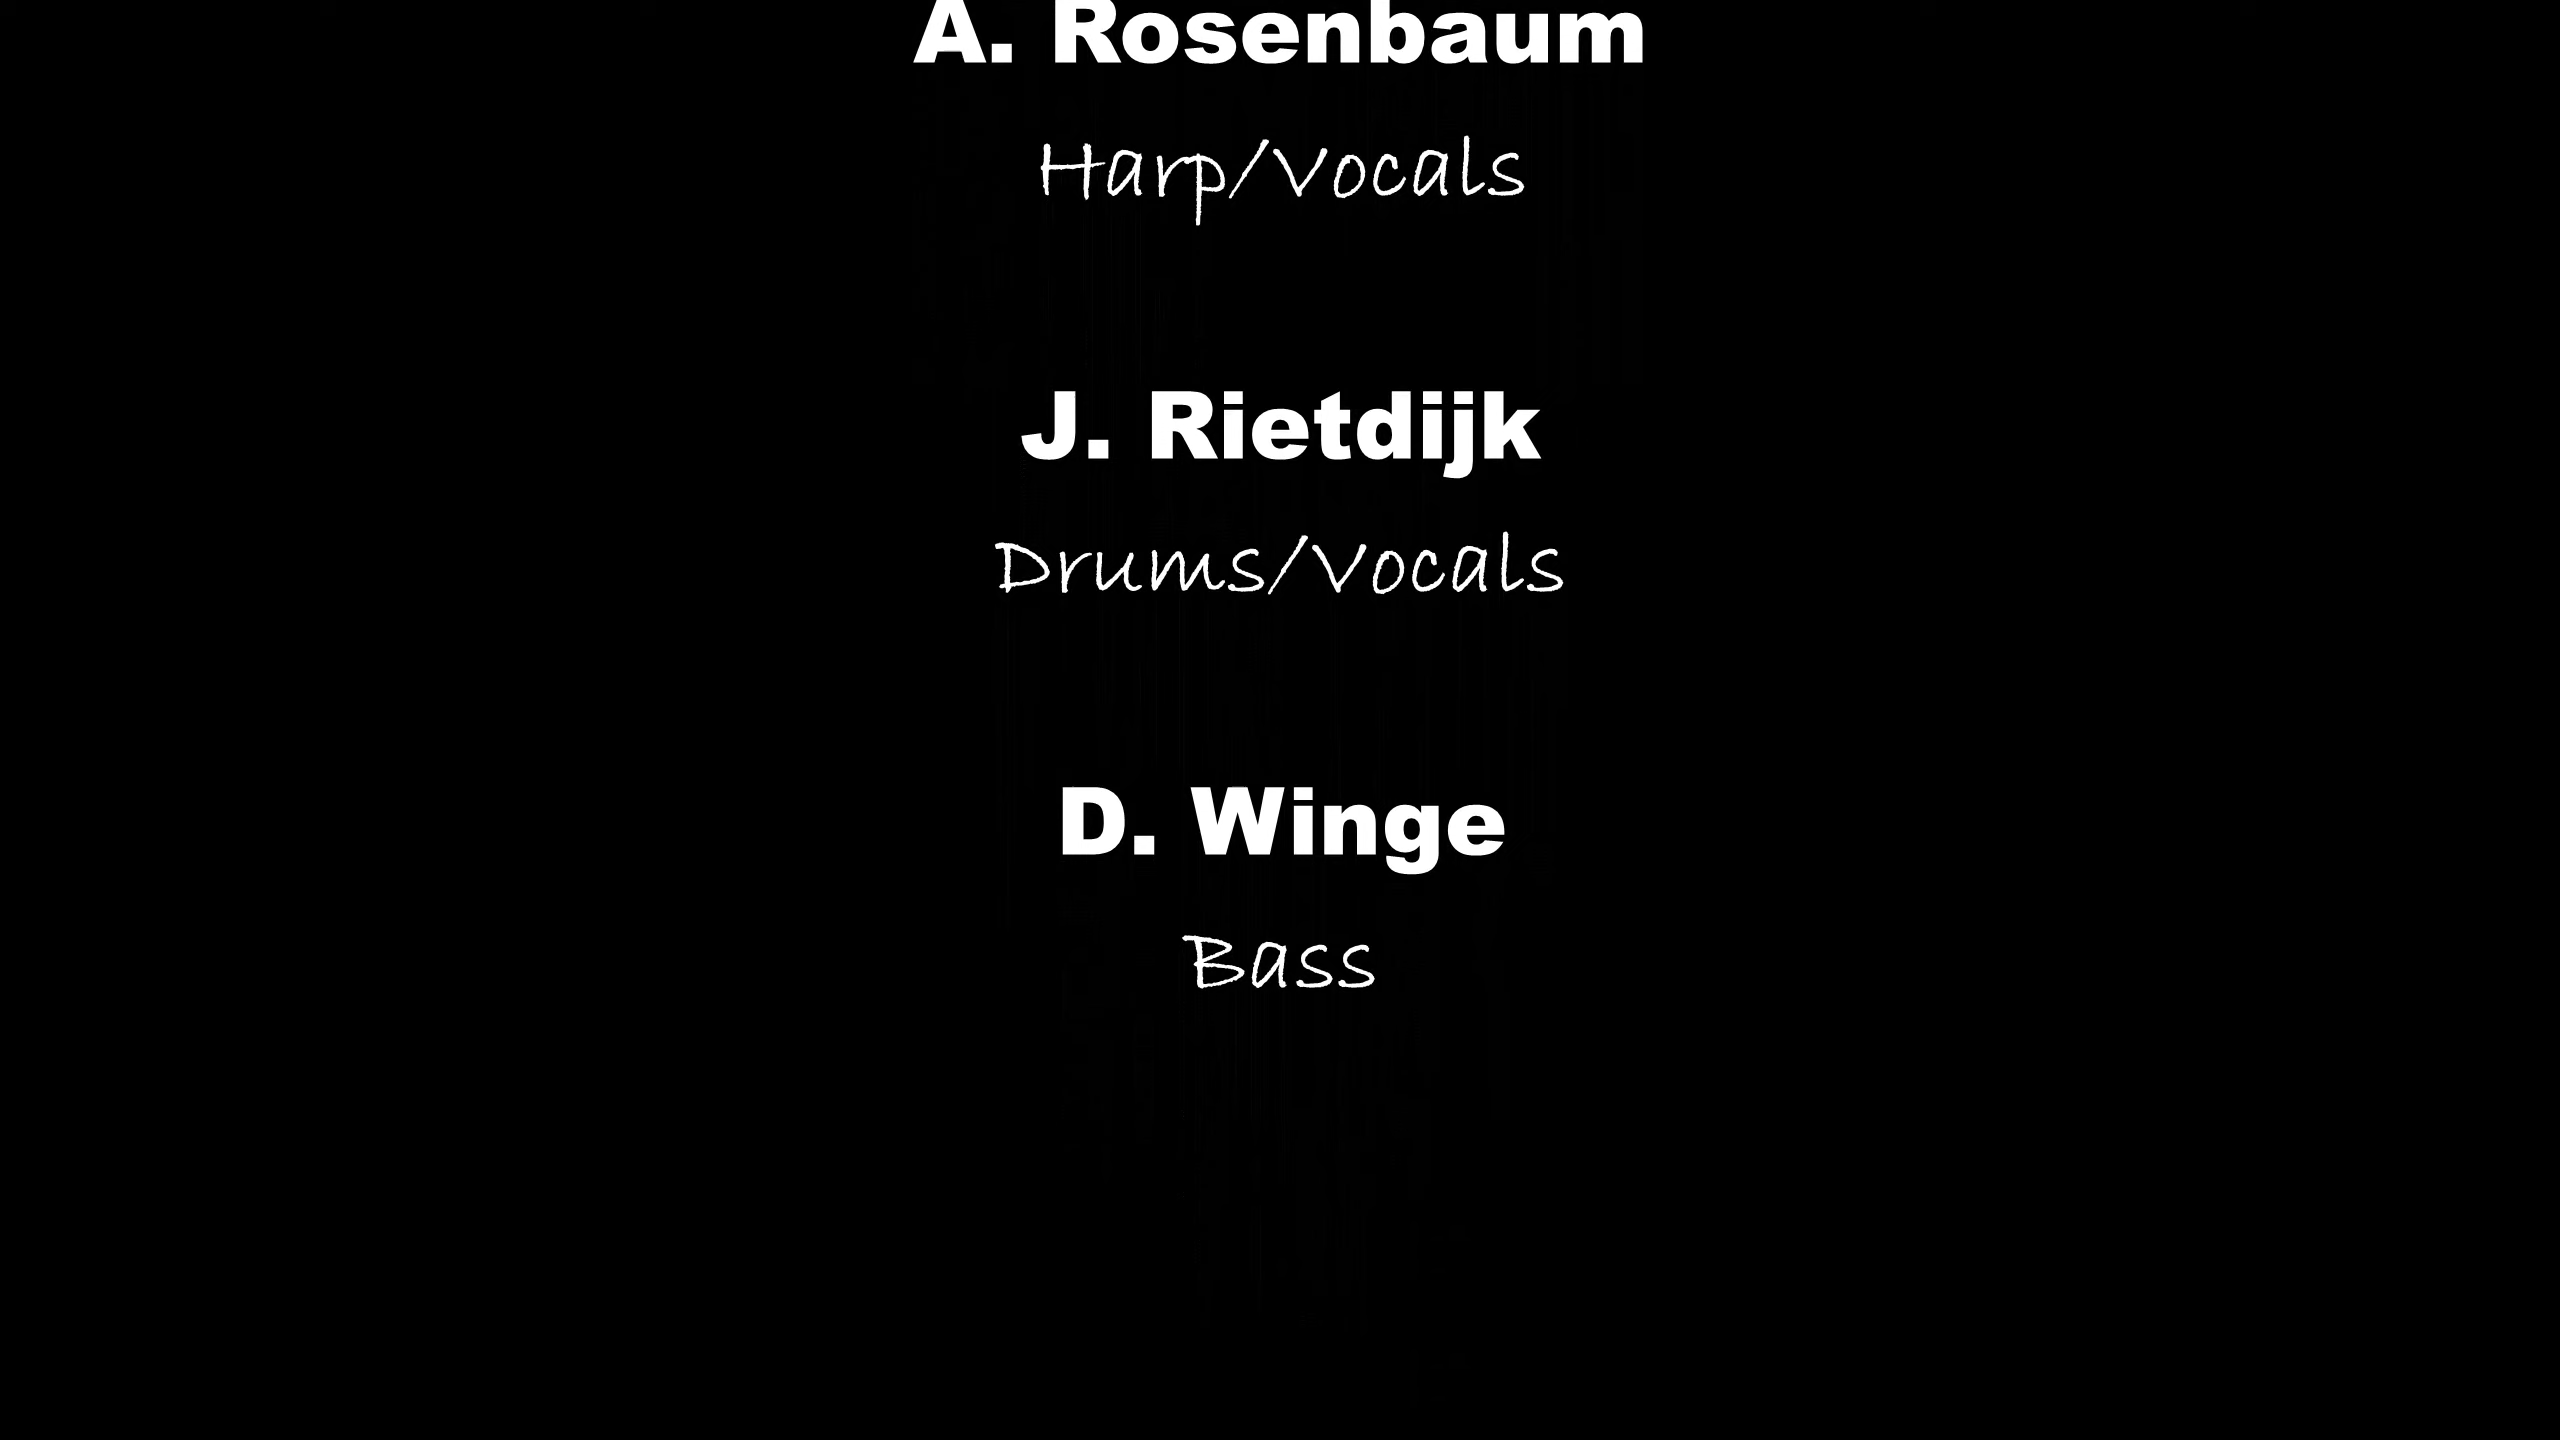 A. Rosenbaum
Harp/Vocals
J. Rietdijk
Drums/Vocals
D. Winge
Bass